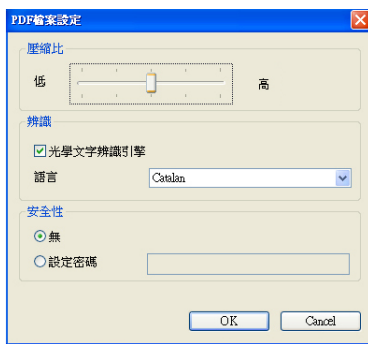 PDF檔案設定
壓縮比
低 高
辨識
光學文字辨識引擎
語言 Catalan
安全性
無
設定密碼
OK Cancel